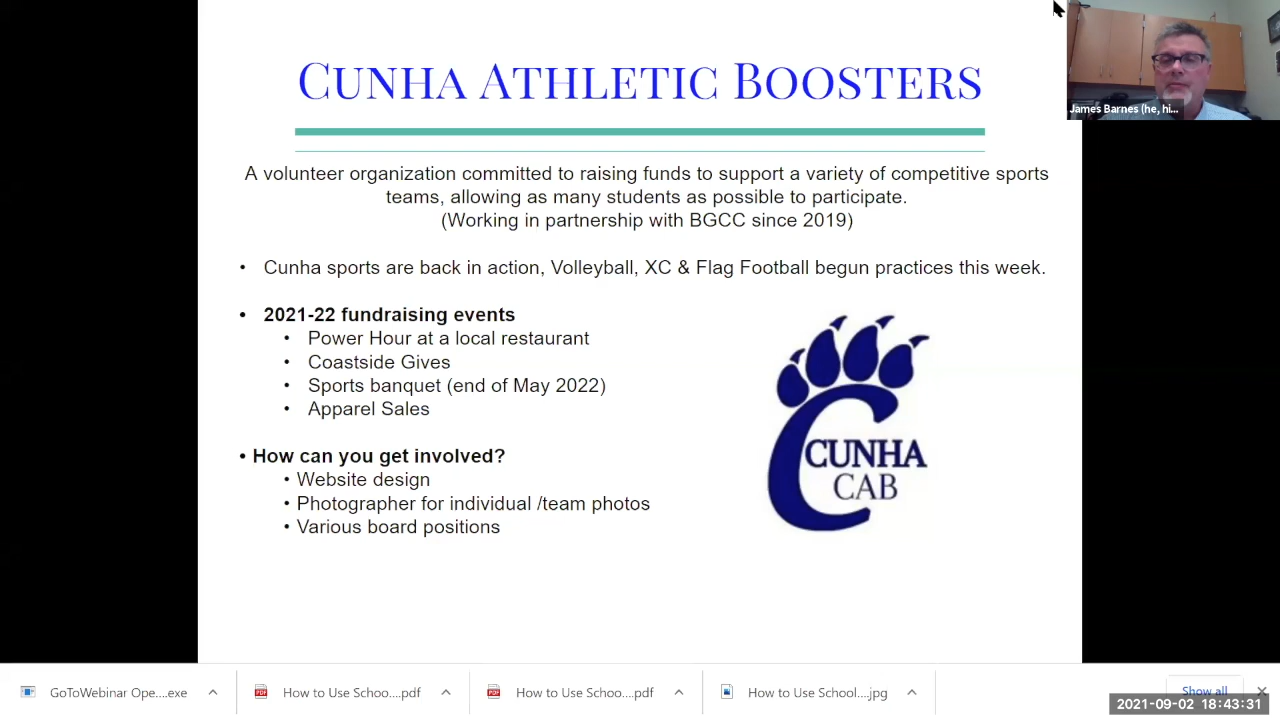 CUNHA ATHLETIC BOOSTERS
James Barnes (he, hi...
A volunteer organization committed to raising funds to support a variety of competitive sports
teams, allowing as many students as possible to participate.
(Working in partnership with BGCC since 2019)
• Cunha sports are back in action, Volleyball, XC & Flag Football begun practices this week.
• 2021-22 fundraising events
• Power Hour at a local restaurant
• Coastside Gives
• Sports banquet (end of May 2022)
• Apparel Sales
• How can you get involved?
• Website design
• Photographer for individual /team photos
• Various board positions
CUNHA
CAB
GoToWebinar Ope....exe
How to Use Schoo....pdf
How to Use Schoo....pdf
How to Use School....jpg
Show all
2021-09-02 18:43:31